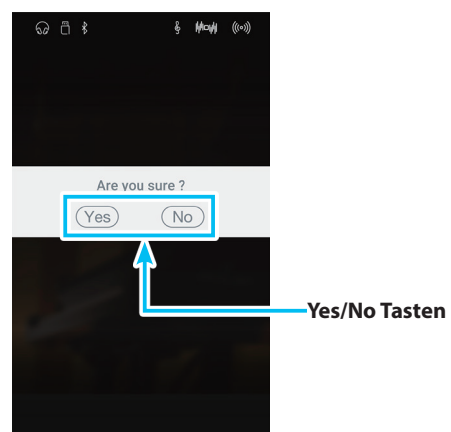 Are you sure ?
Yes No
Yes/No Tasten